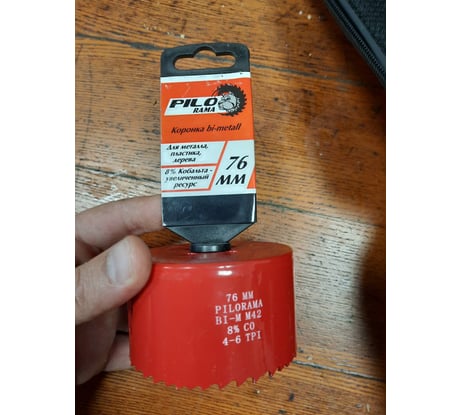 PILO
RAMA
Коронка bi-metall
Для металла,
пластика,
дерева
8% Кобальта -
увеличенный
ресурс
76
мм
76 MM
PILORAMA
BI-M M42
8% CO
4-6 TPI